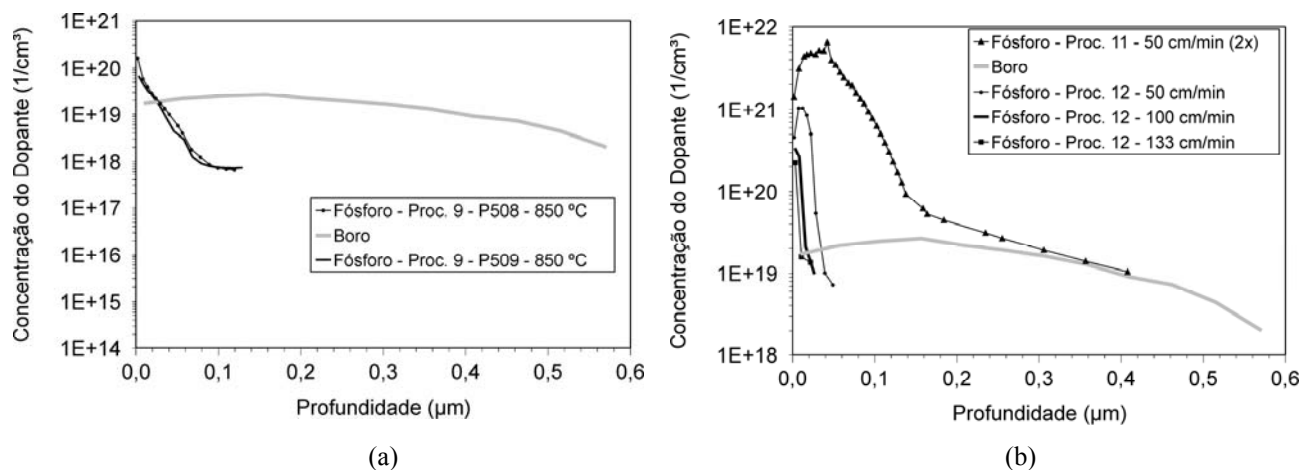 Concentração do Dopante (1/cm³)
1E+21
1E+20
1E+19
1E+18
1E+17
1E+16
1E+15
1E+14
Fósforo - Proc. 9 - P508 - 850 ºC
Boro
Fósforo - Proc. 9 - P509 - 850 ºC
0,0 0,1 0,2 0,3 0,4 0,5 0,6
Profundidade (µm)
(a)
Concentração do Dopante (1/cm³)
1E+22
1E+21
1E+20
1E+19
1E+18
Fósforo - Proc. 11 - 50 cm/min (2x)
Boro
Fósforo - Proc. 12 - 50 cm/min
Fósforo - Proc. 12 - 100 cm/min
Fósforo - Proc. 12 - 133 cm/min
0,0 0,1 0,2 0,3 0,4 0,5 0,6
Profundidade (µm)
(b)